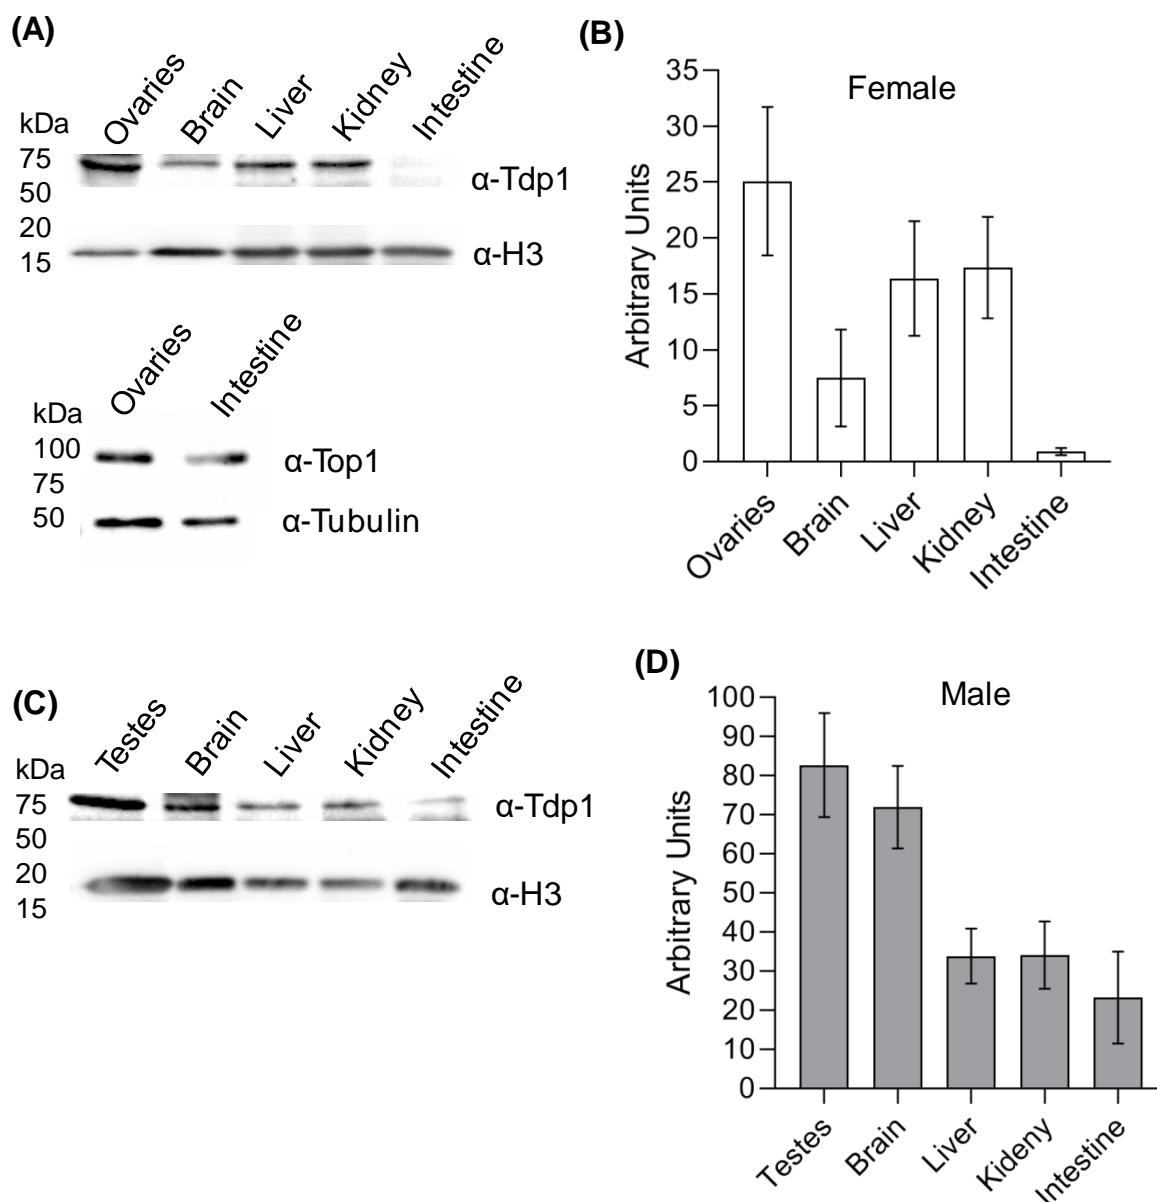 (A)
Ovaries
Brain
Liver
Kidney
Intestine
kDa
75
50
20
15
α-Tdp1
α-H3
Ovaries
Intestine
kDa
100
75
50
α-Top1
α-Tubulin
(B)
Female
Arbitrary Units
35
30
25
20
15
10
5
0
Ovaries
Brain
Liver
Kidney
Intestine
(C)
Testes
Brain
Liver
Kidney
Intestine
kDa
75
50
20
15
α-Tdp1
α-H3
(D)
Male
Arbitrary Units
100
90
80
70
60
50
40
30
20
10
0
Testes
Brain
Liver
Kideny
Intestine